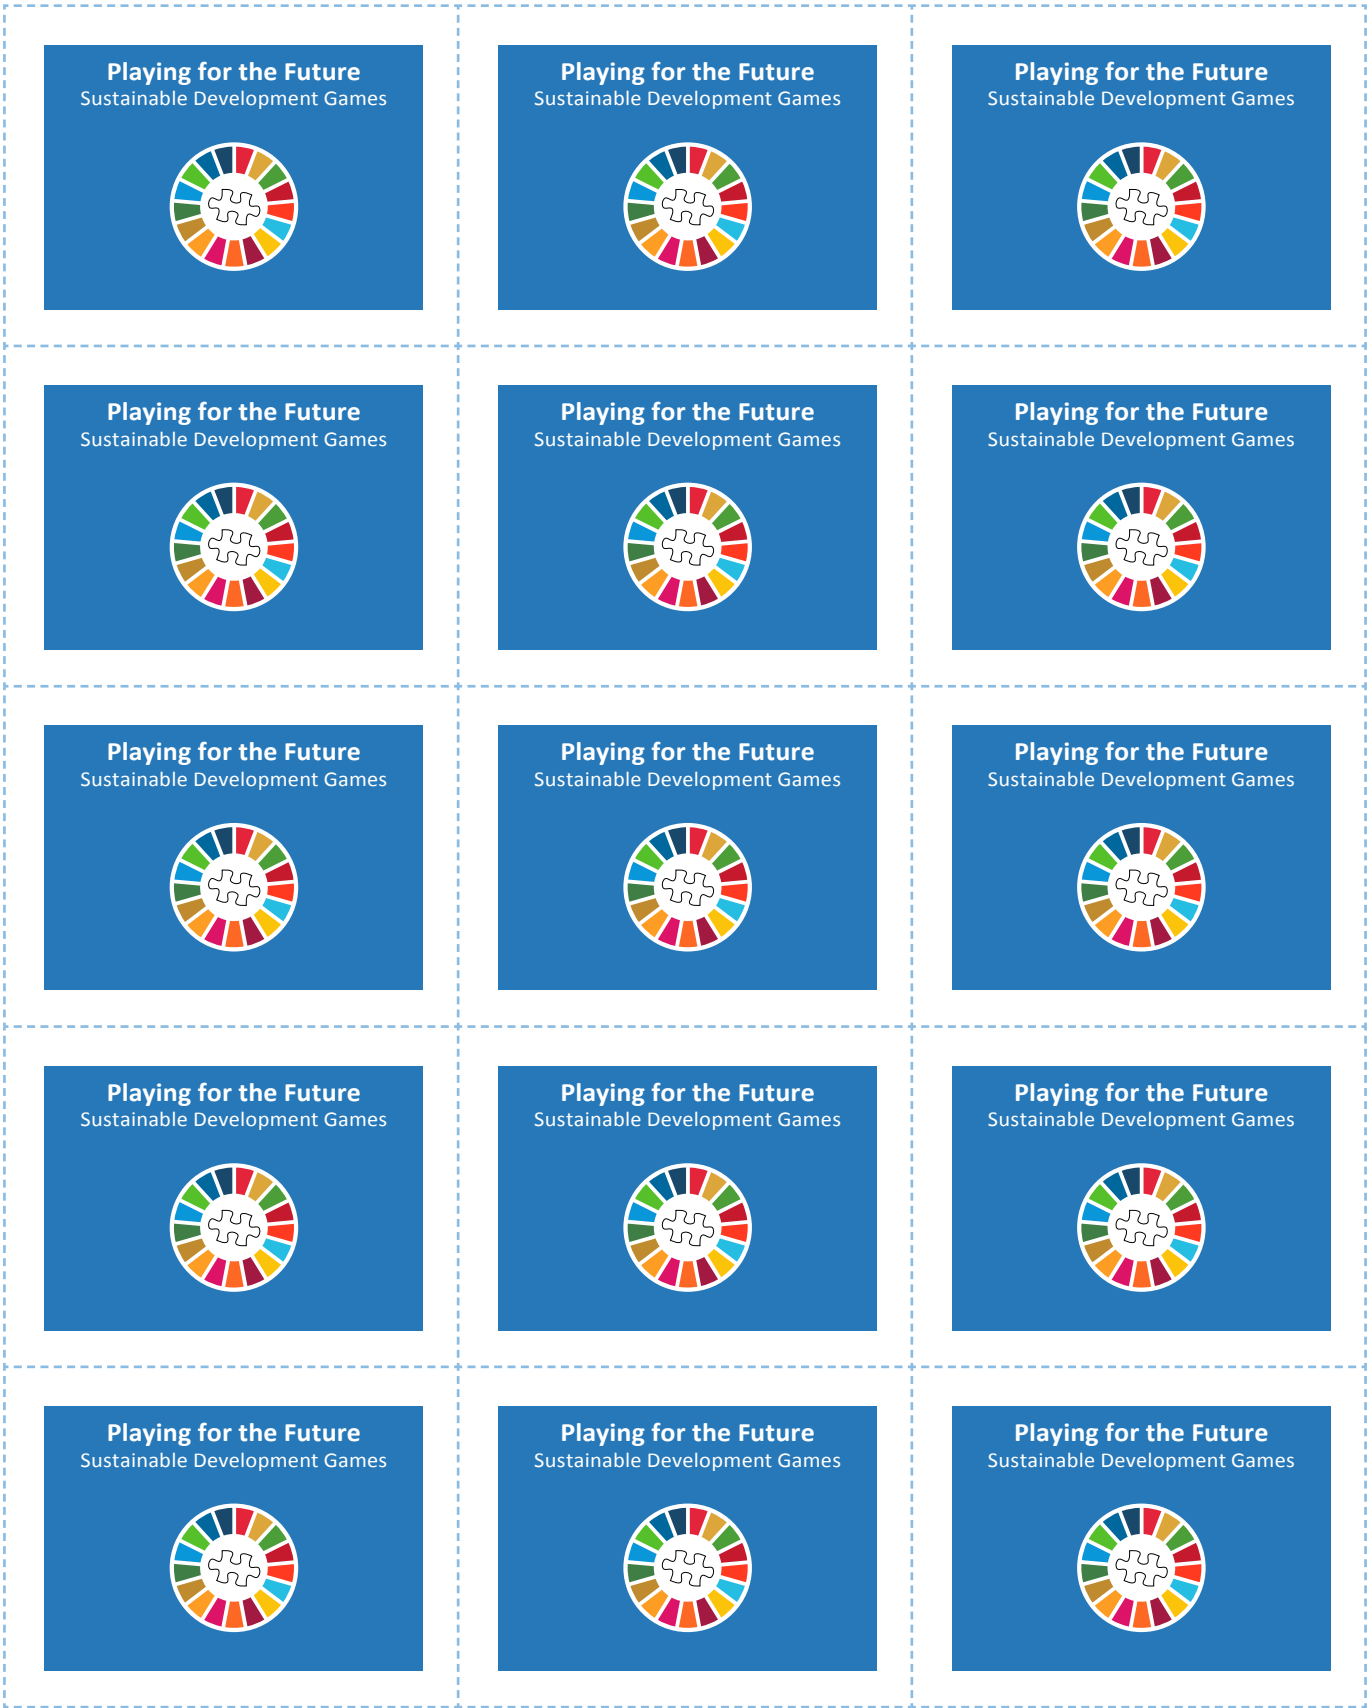 Playing for the Future
Sustainable Development Games
Playing for the Future
Sustainable Development Games
Playing for the Future
Sustainable Development Games
Playing for the Future
Sustainable Development Games
Playing for the Future
Sustainable Development Games
Playing for the Future
Sustainable Development Games
Playing for the Future
Sustainable Development Games
Playing for the Future
Sustainable Development Games
Playing for the Future
Sustainable Development Games
Playing for the Future
Sustainable Development Games
Playing for the Future
Sustainable Development Games
Playing for the Future
Sustainable Development Games
Playing for the Future
Sustainable Development Games
Playing for the Future
Sustainable Development Games
Playing for the Future
Sustainable Development Games